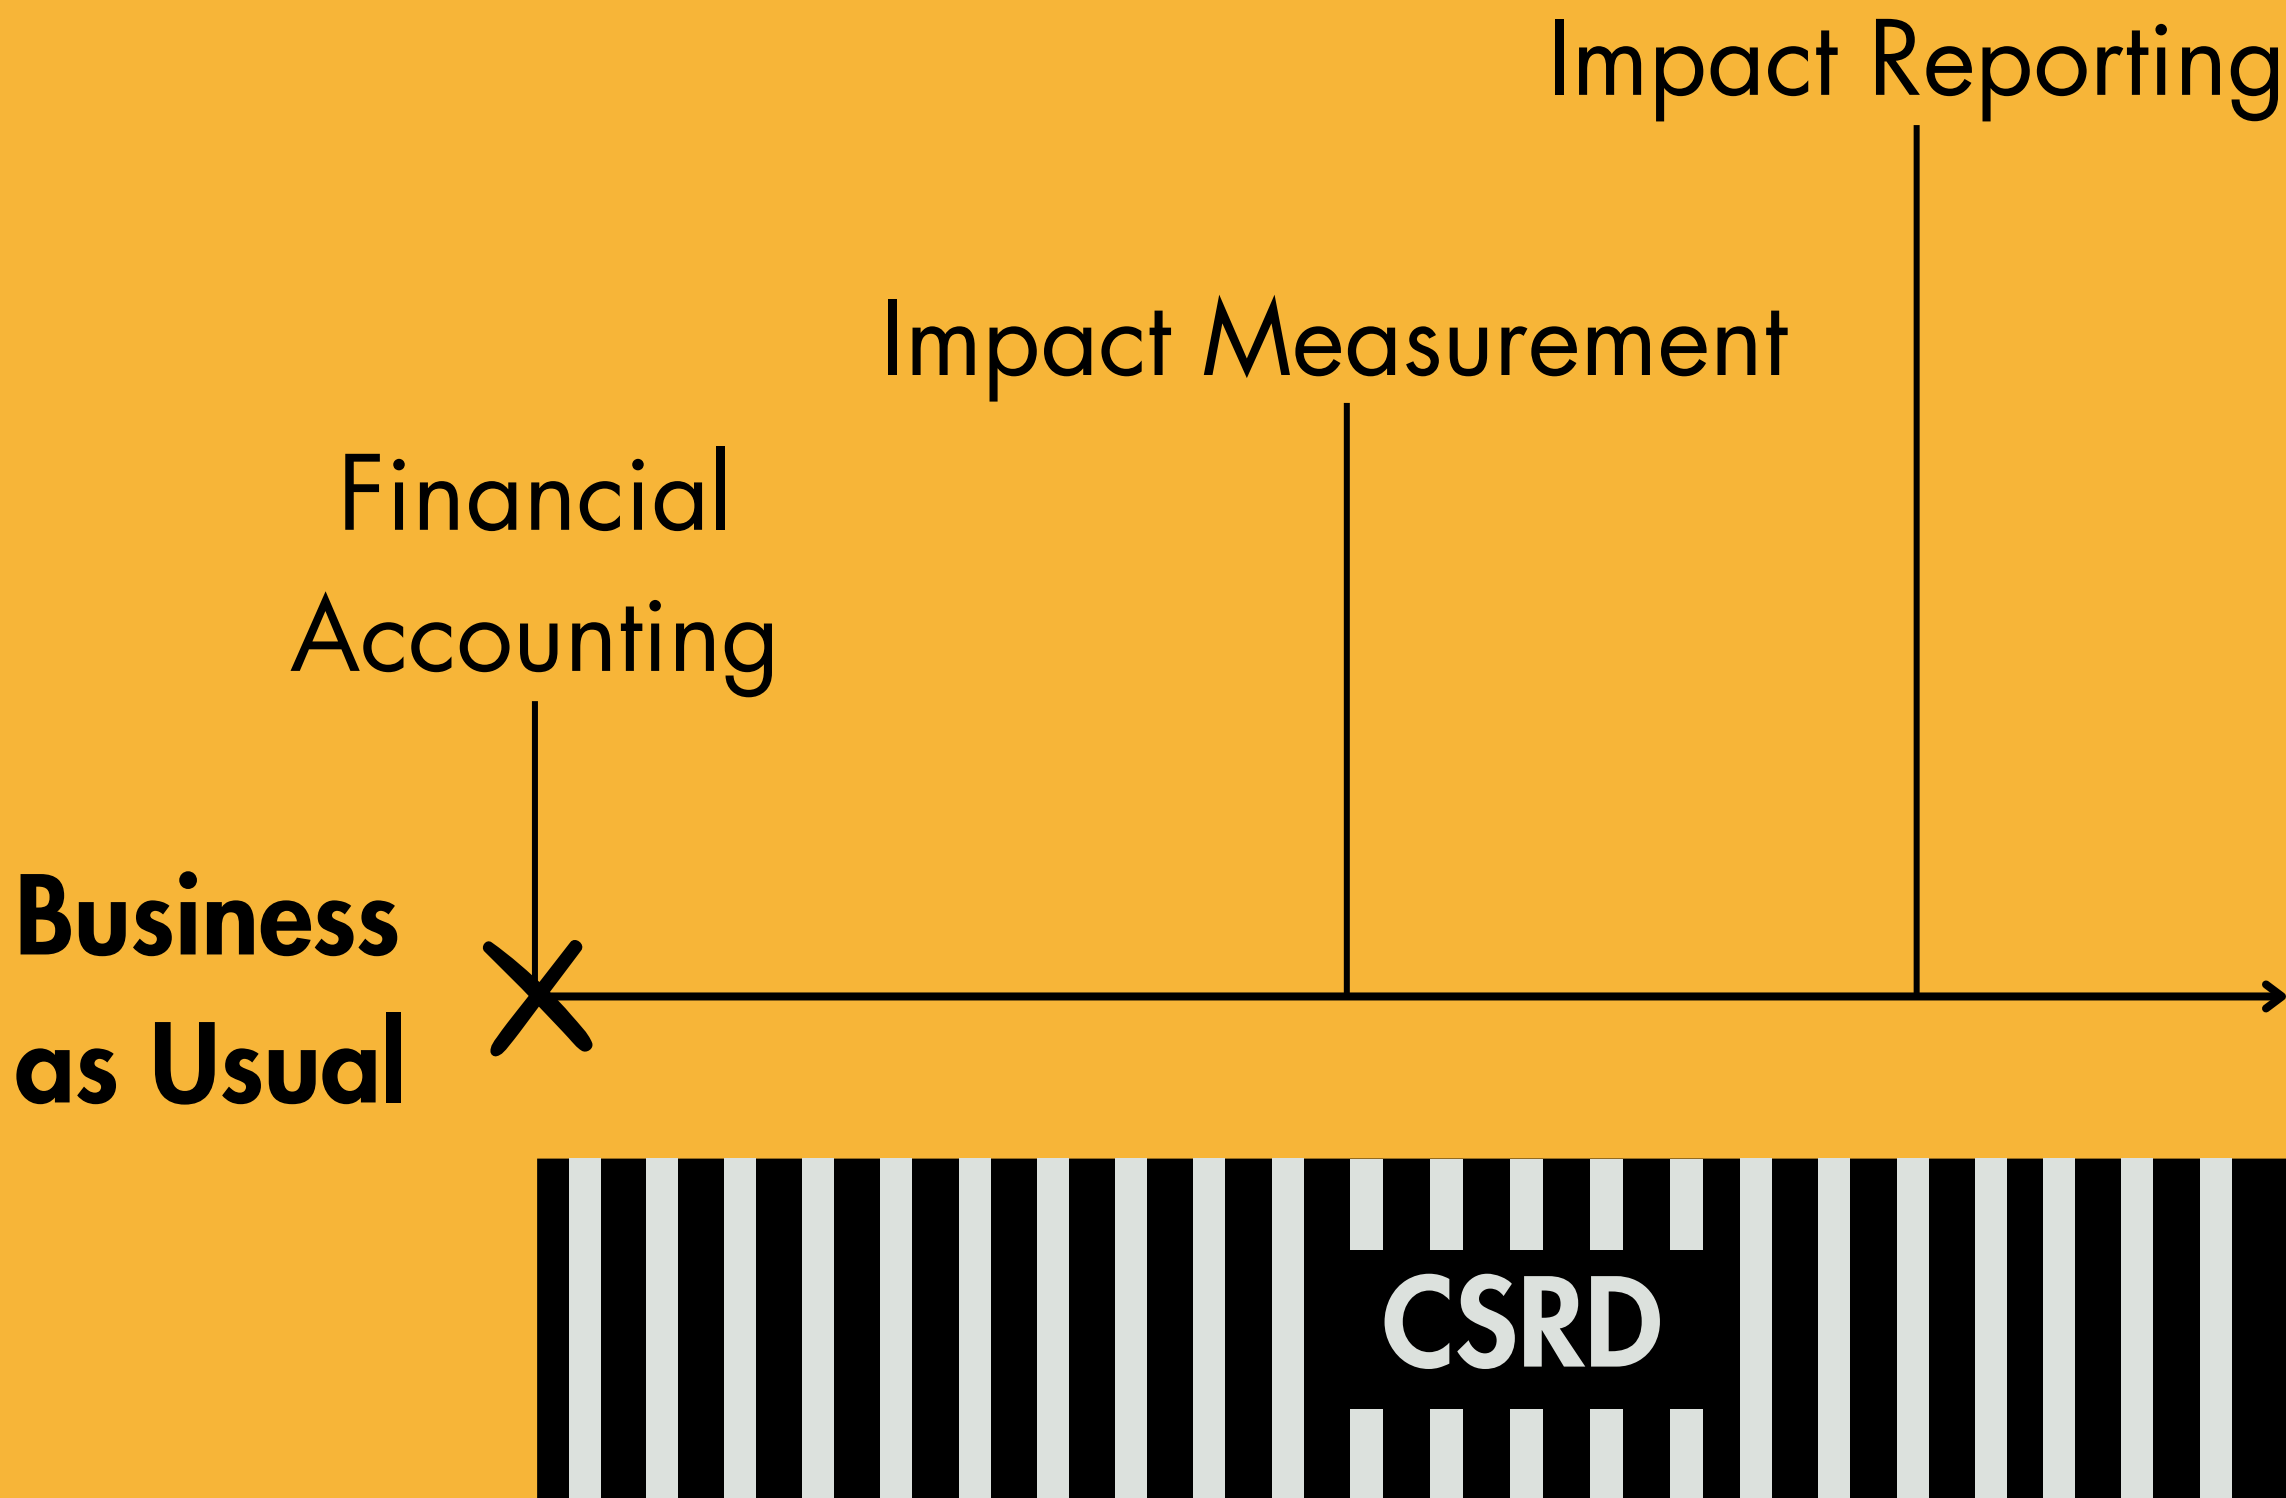 Impact Reporting
Impact Measurement
Financial
Accounting
Business
as Usual
CSRD